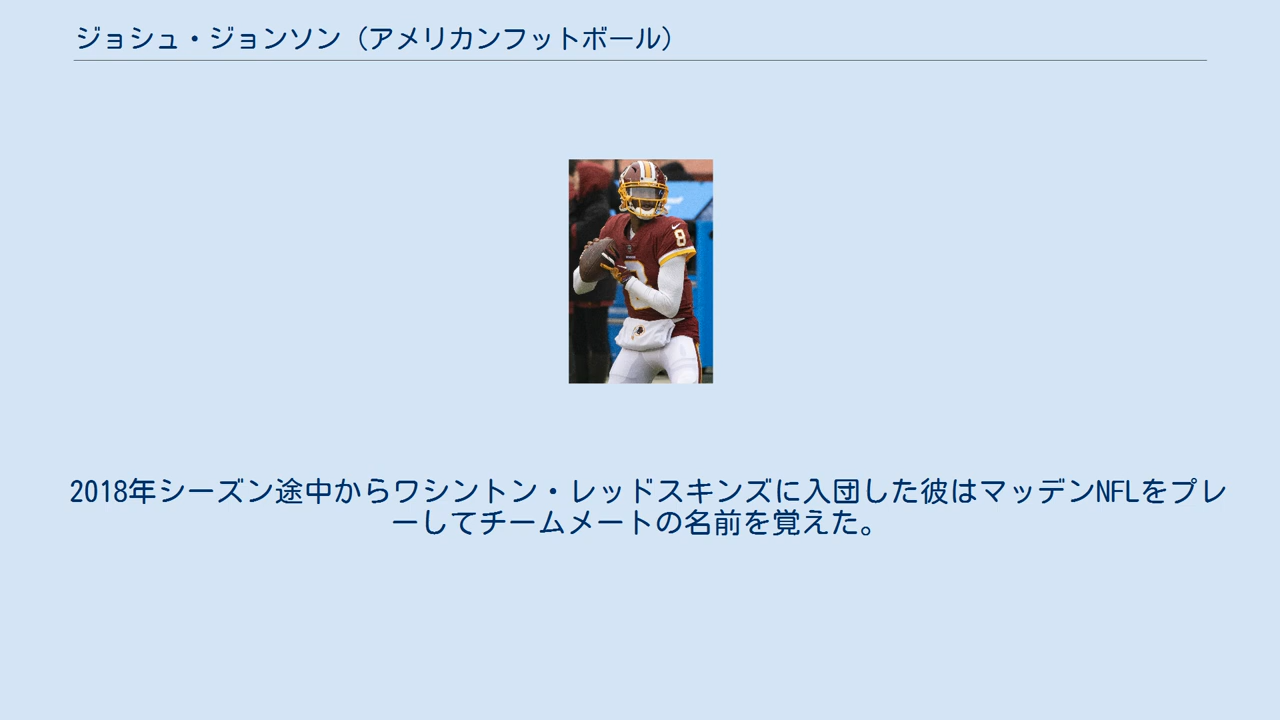 ジョシュ・ジョンソン（アメリカンフットボール）
8
8
2018年シーズン途中からワシントン・レッドスキンズに入団した彼はマッデンNFLをプレ
ーしてチームメートの名前を覚えた。